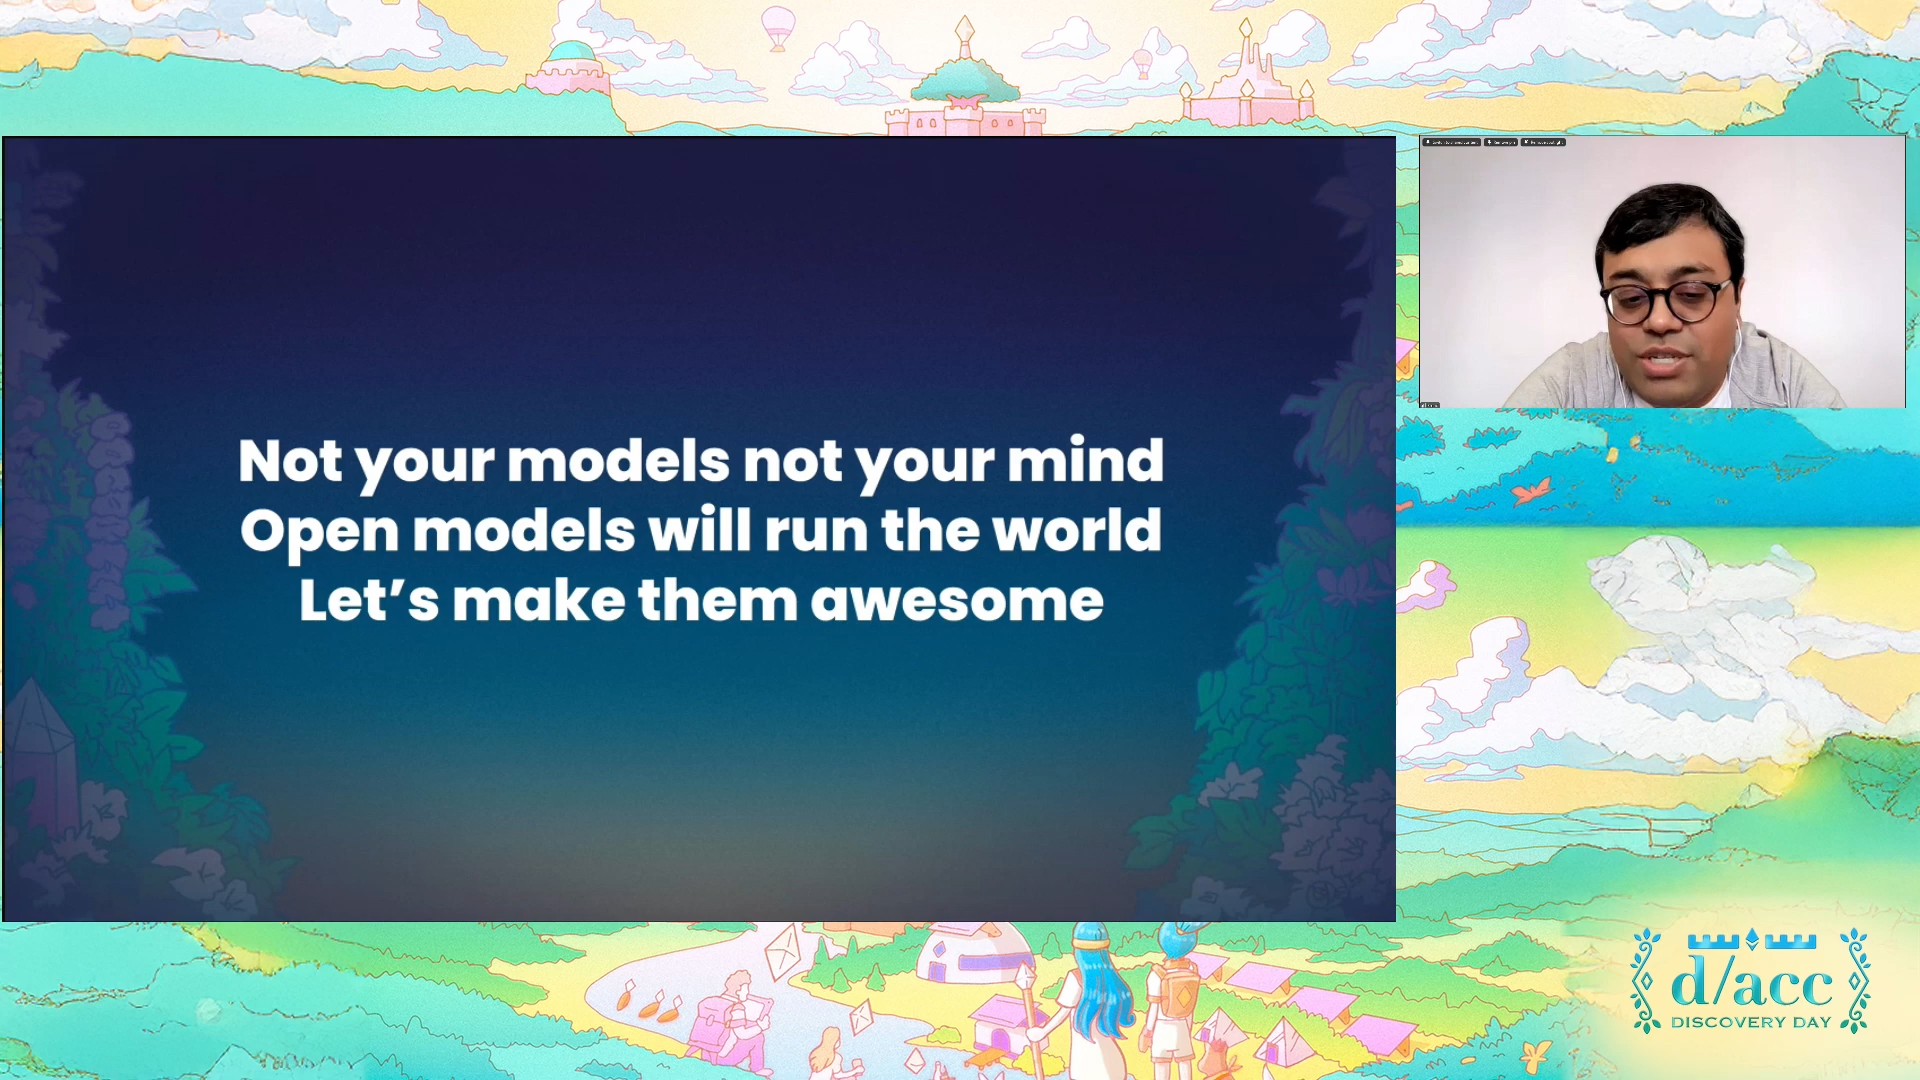 Not your models not your mind
Open models will run the world
Let's make them awesome
d/acc
DISCOVERY DAY